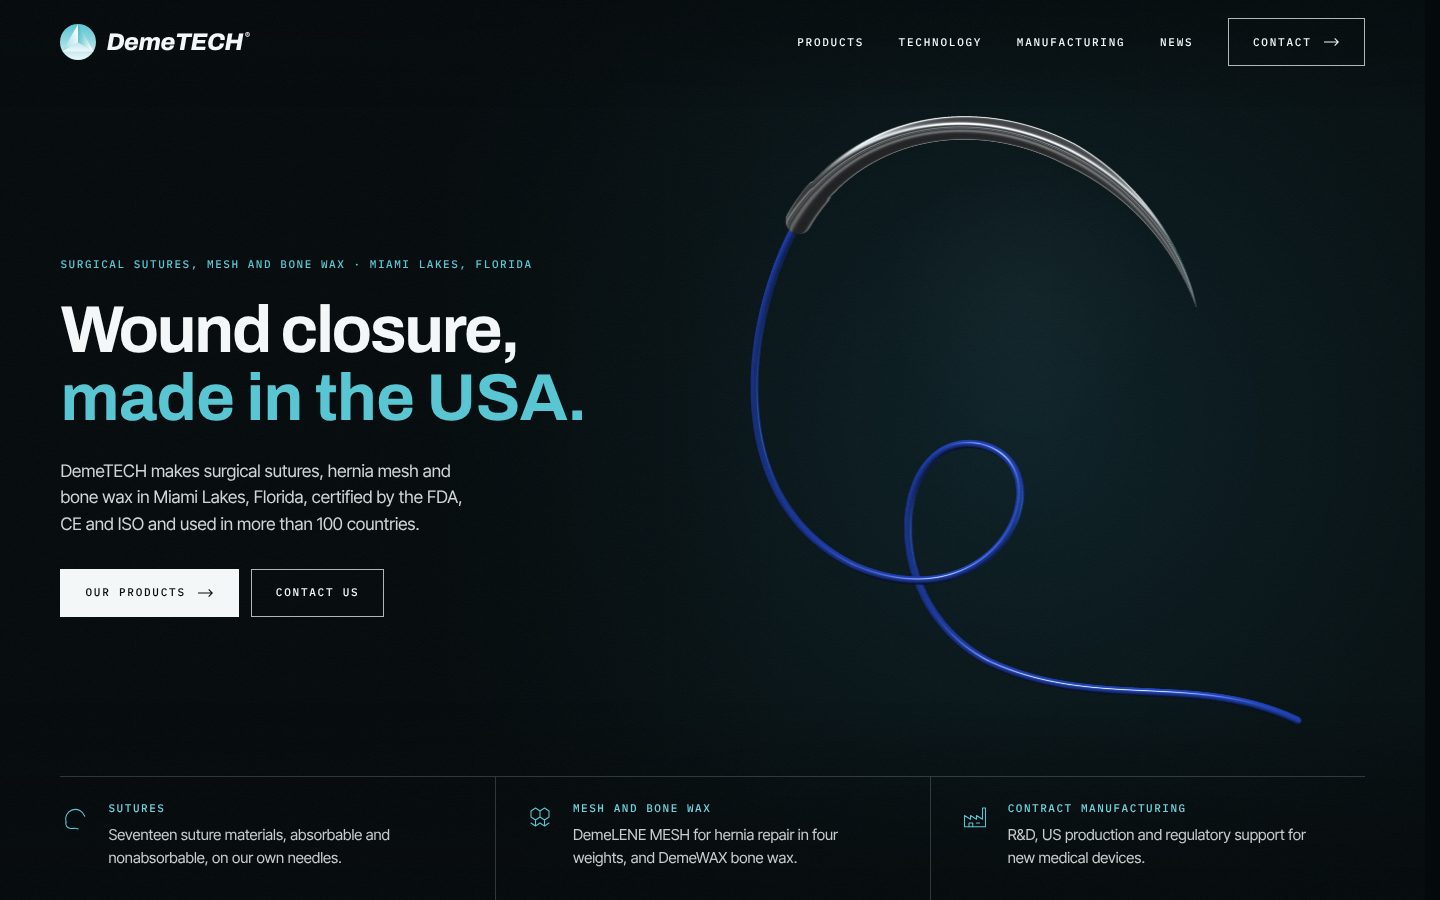 DemeTECH®
PRODUCTS
TECHNOLOGY
MANUFACTURING
NEWS
CONTACT
SURGICAL SUTURES, MESH AND BONE WAX · MIAMI LAKES, FLORIDA
Wound closure,
made in the USA.
DemeTECH makes surgical sutures, hernia mesh and
bone wax in Miami Lakes, Florida, certified by the FDA,
CE and ISO and used in more than 100 countries.
OUR PRODUCTS
CONTACT US
SUTURES
Seventeen suture materials, absorbable and
nonabsorbable, on our own needles.
MESH AND BONE WAX
DemeLENE MESH for hernia repair in four
weights, and DemeWAX bone wax.
CONTRACT MANUFACTURING
R&D, US production and regulatory support for
new medical devices.